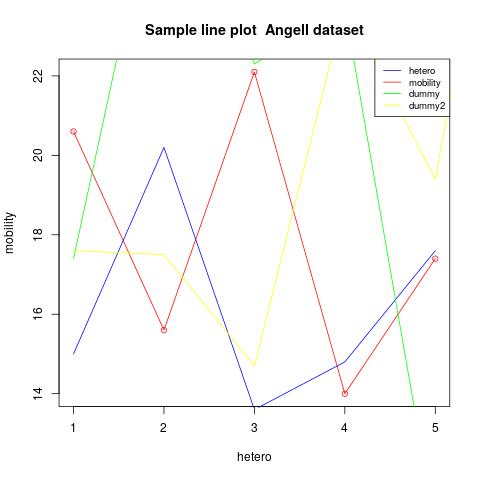 Sample line plot  Angell dataset
hetero
mobility
dummy
dummy2
mobility
22
20
18
16
14
1 2 3 4 5
hetero